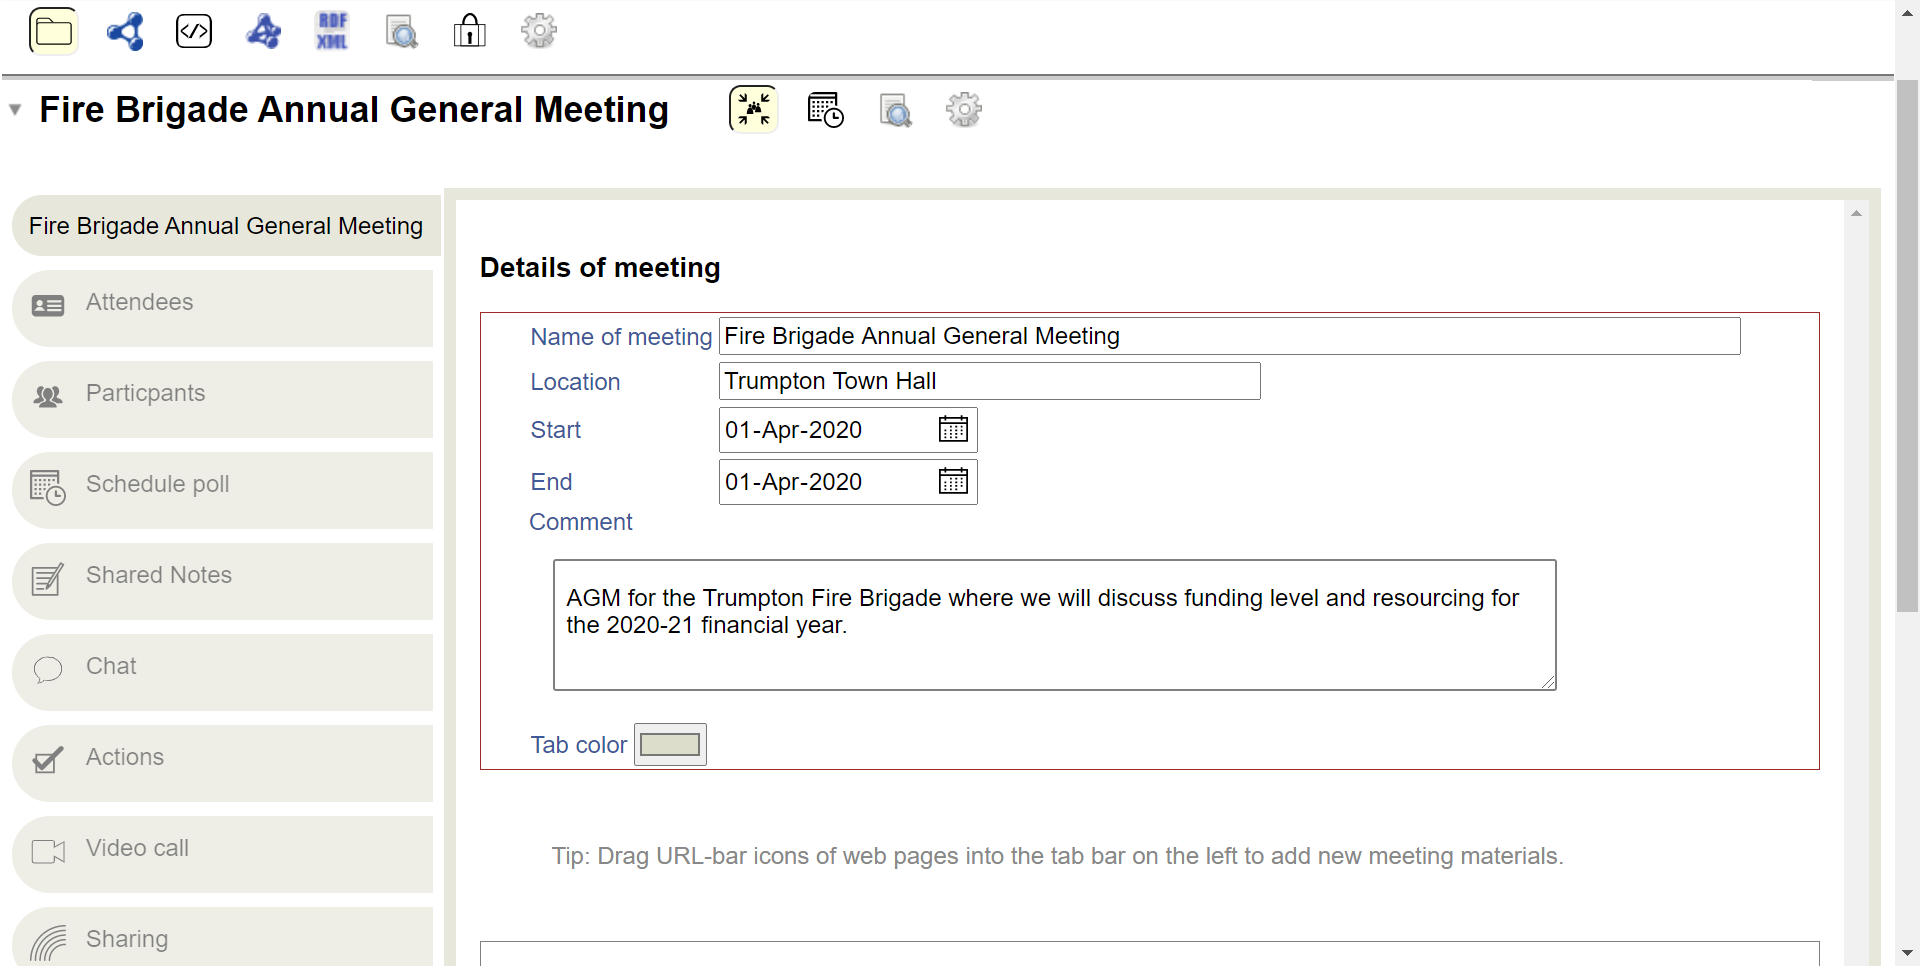 </>
RDF
XML
Fire Brigade Annual General Meeting
Fire Brigade Annual General Meeting
Attendees
Particpants
Schedule poll
Shared Notes
Chat
Actions
Video call
Sharing
Details of meeting
Name of meeting Fire Brigade Annual General Meeting
Location Trumpton Town Hall
Start 01-Apr-2020
End 01-Apr-2020
Comment
AGM for the Trumpton Fire Brigade where we will discuss funding level and resourcing for
the 2020-21 financial year.
Tab color
Tip: Drag URL-bar icons of web pages into the tab bar on the left to add new meeting materials.